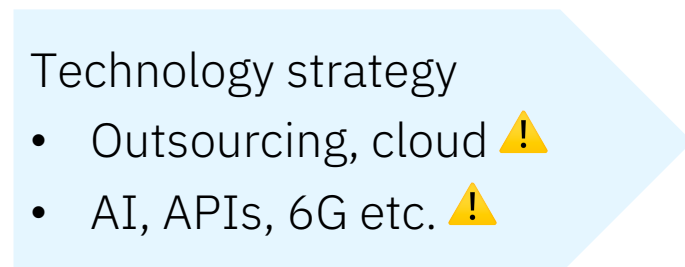 Technology strategy
• Outsourcing, cloud ⚠️
• AI, APIs, 6G etc. ⚠️